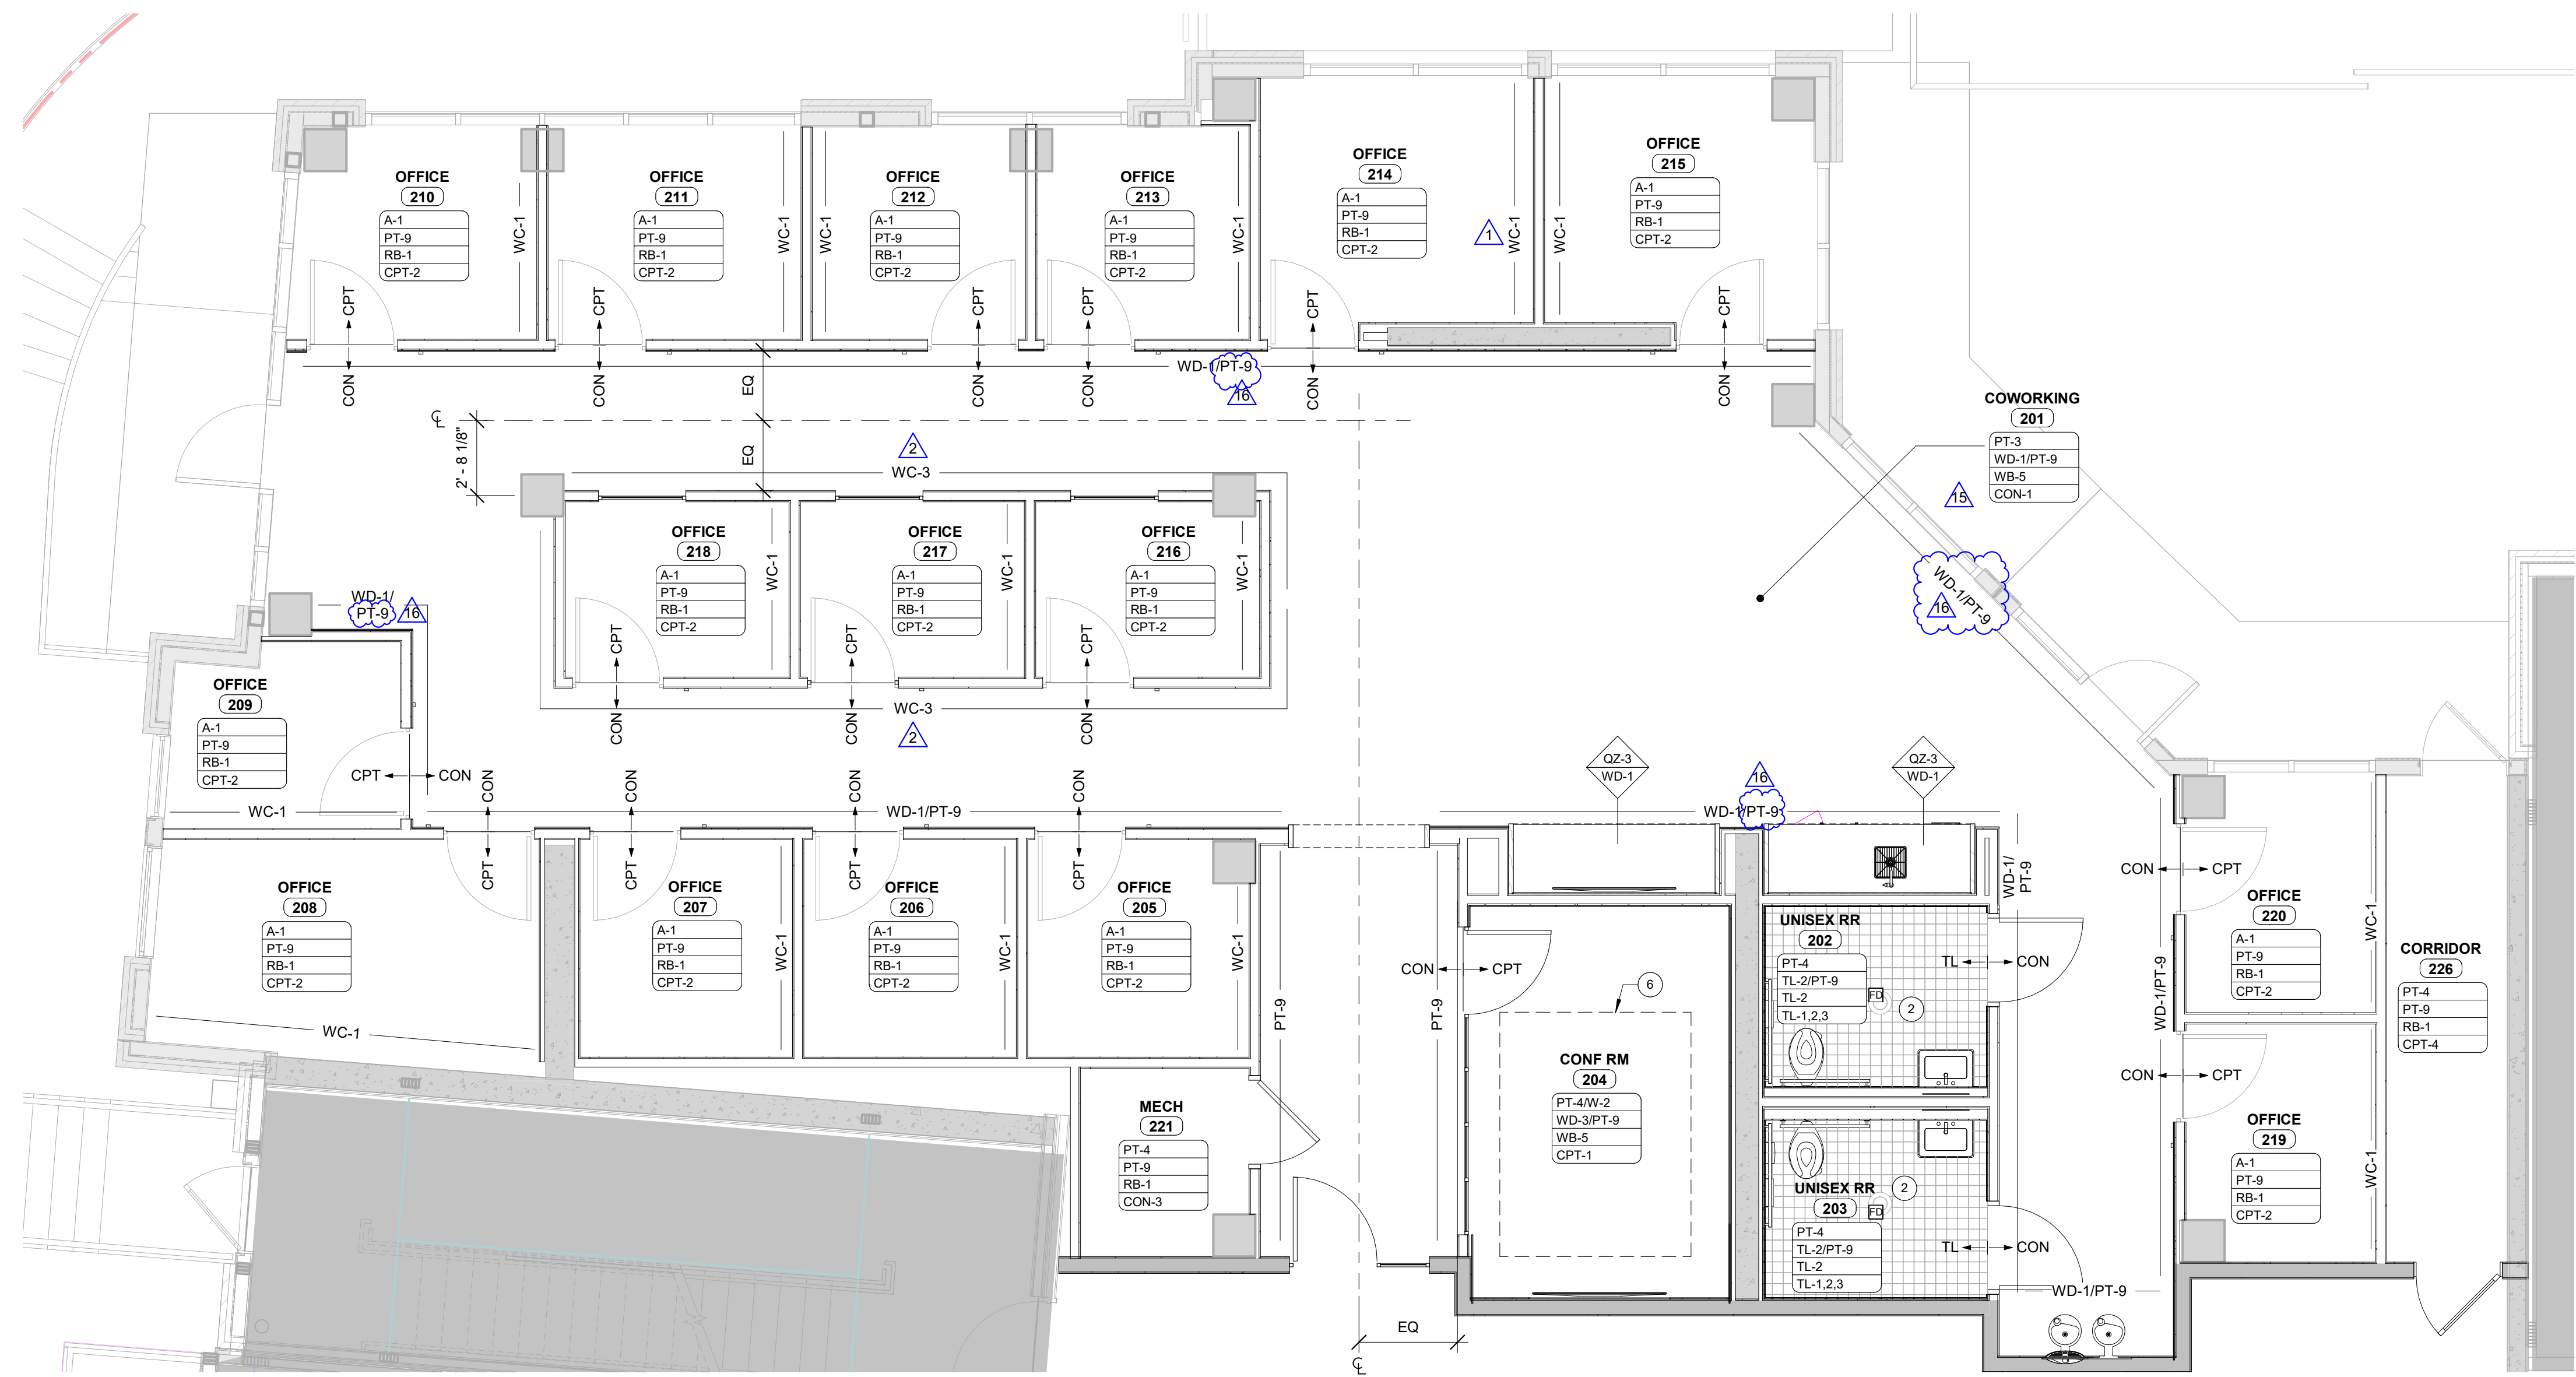 OFFICE
210
A-1
PT-9
RB-1
CPT-2
WC-1
OFFICE
211
A-1
PT-9
RB-1
CPT-2
WC-1
WC-1
OFFICE
212
A-1
PT-9
RB-1
CPT-2
OFFICE
213
A-1
PT-9
RB-1
CPT-2
WC-1
OFFICE
214
A-1
PT-9
RB-1
CPT-2
1
WC-1
WC-1
OFFICE
215
A-1
PT-9
RB-1
CPT-2
CPT
CON
CPT
CON
CPT
CON
CPT
CON
CPT
CON
CPT
CON
WD-1/PT-9
16
EQ
EQ
2' - 8 1/8"
CL
2
WC-3
COWORKING
201
PT-3
WD-1/PT-9
WB-5
CON-1
15
WD-1/PT-9
16
OFFICE
218
A-1
PT-9
RB-1
CPT-2
WC-1
OFFICE
217
A-1
PT-9
RB-1
CPT-2
WC-1
OFFICE
216
A-1
PT-9
RB-1
CPT-2
WC-1
CPT
CON
CPT
CON
CPT
CON
WC-3
2
WD-1/
PT-9
16
OFFICE
209
A-1
PT-9
RB-1
CPT-2
CPT
CON
WC-1
CON
CPT
CON
CPT
CON
CPT
CON
CPT
WD-1/PT-9
QZ-3
WD-1
QZ-3
WD-1
16
WD-1/PT-9
OFFICE
208
A-1
PT-9
RB-1
CPT-2
WC-1
OFFICE
207
A-1
PT-9
RB-1
CPT-2
WC-1
OFFICE
206
A-1
PT-9
RB-1
CPT-2
WC-1
OFFICE
205
A-1
PT-9
RB-1
CPT-2
WC-1
PT-9
PT-9
CON
CPT
6
CONF RM
204
PT-4/W-2
WD-3/PT-9
WB-5
CPT-1
UNISEX RR
202
PT-4
TL-2/PT-9
TL-2
TL-1,2,3
FD
2
TL
CON
WD-1/
PT-9
UNISEX RR
203
2
FD
PT-4
TL-2/PT-9
TL-2
TL-1,2,3
TL
CON
WD-1/PT-9
WD-1/PT-9
CON
CPT
OFFICE
220
A-1
PT-9
RB-1
CPT-2
WC-1
CON
CPT
OFFICE
219
A-1
PT-9
RB-1
CPT-2
WC-1
CORRIDOR
226
PT-4
PT-9
RB-1
CPT-4
MECH
221
PT-4
PT-9
RB-1
CON-3
EQ
CL